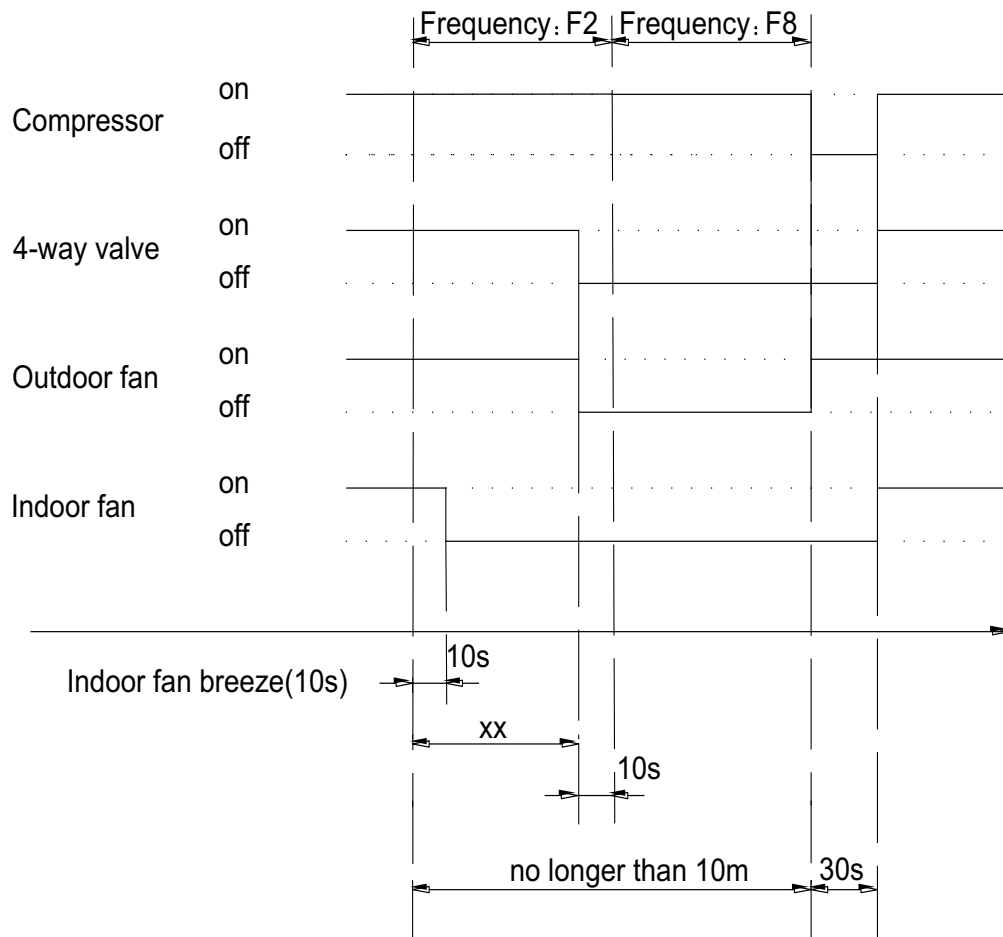 Frequency: F2 Frequency: F8
on
Compressor
off
on
4-way valve
off
on
Outdoor fan
off
on
Indoor fan
off
10s
Indoor fan breeze(10s)
xx
10s
no longer than 10m 30s